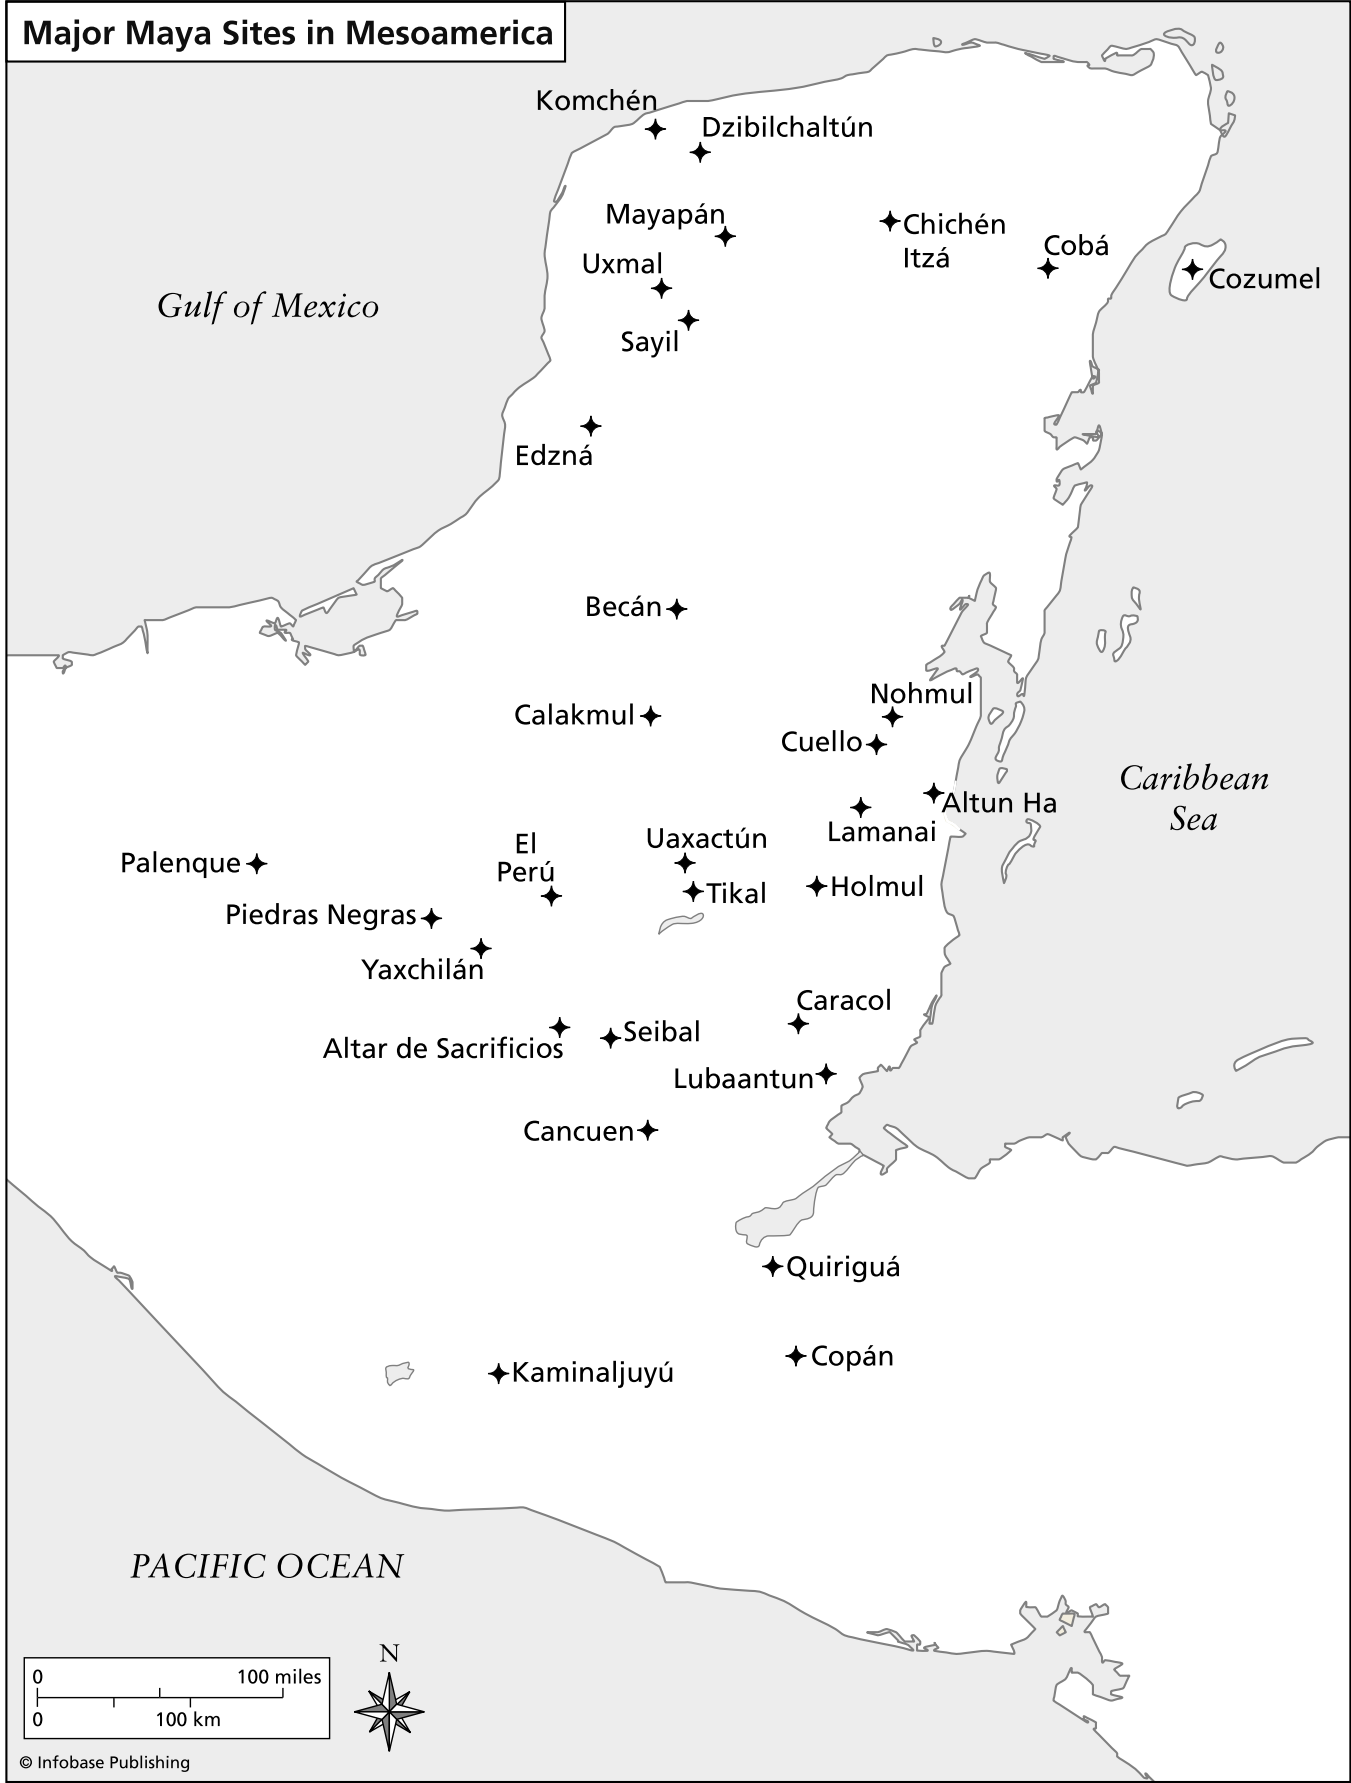 Major Maya Sites in Mesoamerica
Komchén
Dzibilchaltún
Mayapán
Chichén
Itzá
Cobá
Uxmal
Cozumel
Gulf of Mexico
Sayil
Edzná
Becán
Nohmul
Calakmul
Cuello
Caribbean
Sea
Altun Ha
Lamanai
Uaxactún
El
Perú
Palenque
Tikal
Holmul
Piedras Negras
Yaxchilán
Caracol
Seibal
Altar de Sacrificios
Lubaantun
Cancuen
Quiriguá
Copán
Kaminaljuyú
PACIFIC OCEAN
N
0 100 miles
0 100 km
© Infobase Publishing